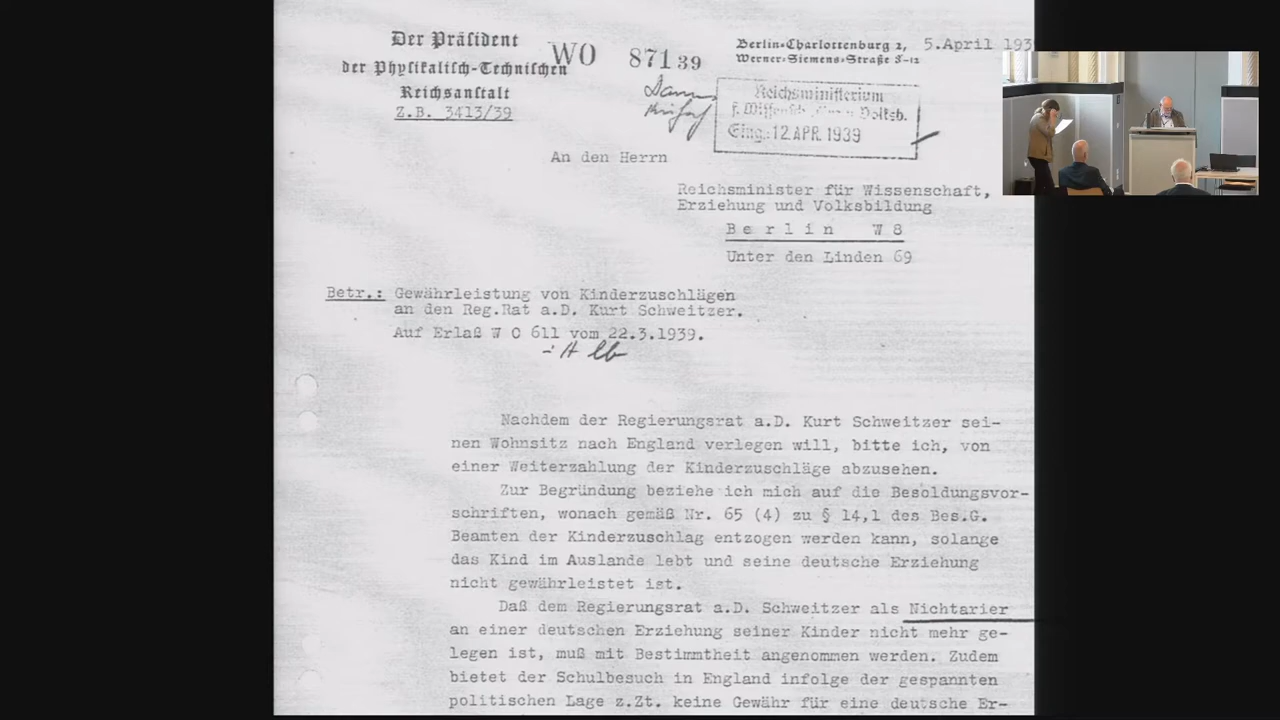 Der Präsident
der Physikalisch-Technischen
Reichsanstalt
Z.B. 3413/39
WO 87139
Berlin-Charlottenburg 2, 5.April 193
Werner-Siemens-Straße 8-12
Reichsministerium
Volksb.
Eing.:12.APR.1939
An den Herrn
Reichsminister für Wissenschaft,
Erziehung und Volksbildung
Berlin W8
Unter den Linden 69
Betr.: Gewährleistung von Kinderzuschlägen
an den Reg.Rat a.D. Kurt Schweitzer.
Auf Erlaß W O 611 vom 22.3.1939.
Nachdem der Regierungsrat a.D. Kurt Schweitzer sei-
nen Wohnsitz nach England verlegen will, bitte ich, von
einer Weiterzahlung der Kinderzuschläge abzusehen.
Zur Begründung beziehe ich mich auf die Besoldungsvor-
schriften, wonach gemäß Nr. 65 (4) zu § 14,1 des Bes.G.
Beamten der Kinderzuschlag entzogen werden kann, solange
das Kind im Auslande lebt und seine deutsche Erziehung
nicht gewährleistet ist.
Daß dem Regierungsrat a.D. Schweitzer als Nichtarier
an einer deutschen Erziehung seiner Kinder nicht mehr ge-
legen ist, muß mit Bestimmtheit angenommen werden. Zudem
bietet der Schulbesuch in England infolge der gespannten
politischen Lage z.Zt. keine Gewähr für eine deutsche Er-